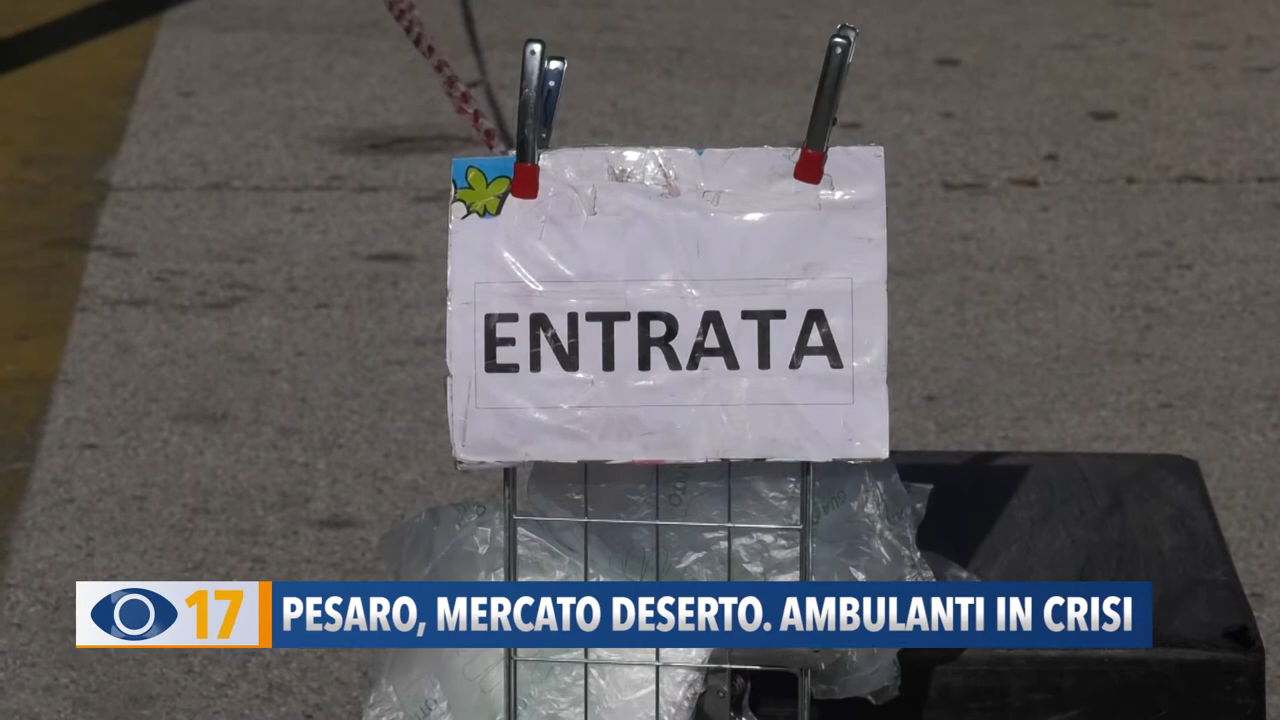 ENTRATA
17 PESARO, MERCATO DESERTO. AMBULANTI IN CRISI